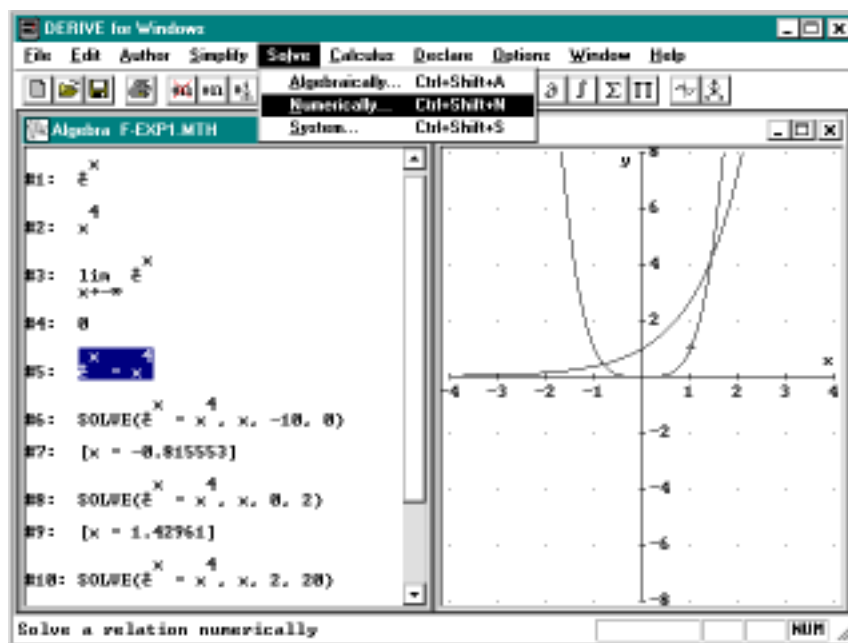 DERIVE for Windows
File Edit Author Simplify Solve Calculus Declare Options Window Help
Algebraically... Ctrl+Shift+A
Numerically... Ctrl+Shift+N
System... Ctrl+Shift+S
∂ ∫ Σ Π
Algebra F-EXP1.MTH
#1: ê^x
#2: x^4
#3: lim ê^x
x→-∞
#4: 0
#5: ê^x = x^4
#6: SOLVE(ê^x = x^4, x, -10, 0)
#7: [x = -0.815553]
#8: SOLVE(ê^x = x^4, x, 0, 2)
#9: [x = 1.42961]
#10: SOLVE(ê^x = x^4, x, 2, 20)
y 8
6
4
2
x
-4 -3 -2 -1 1 2 3 4
-2
-4
-6
-8
Solve a relation numerically NUM